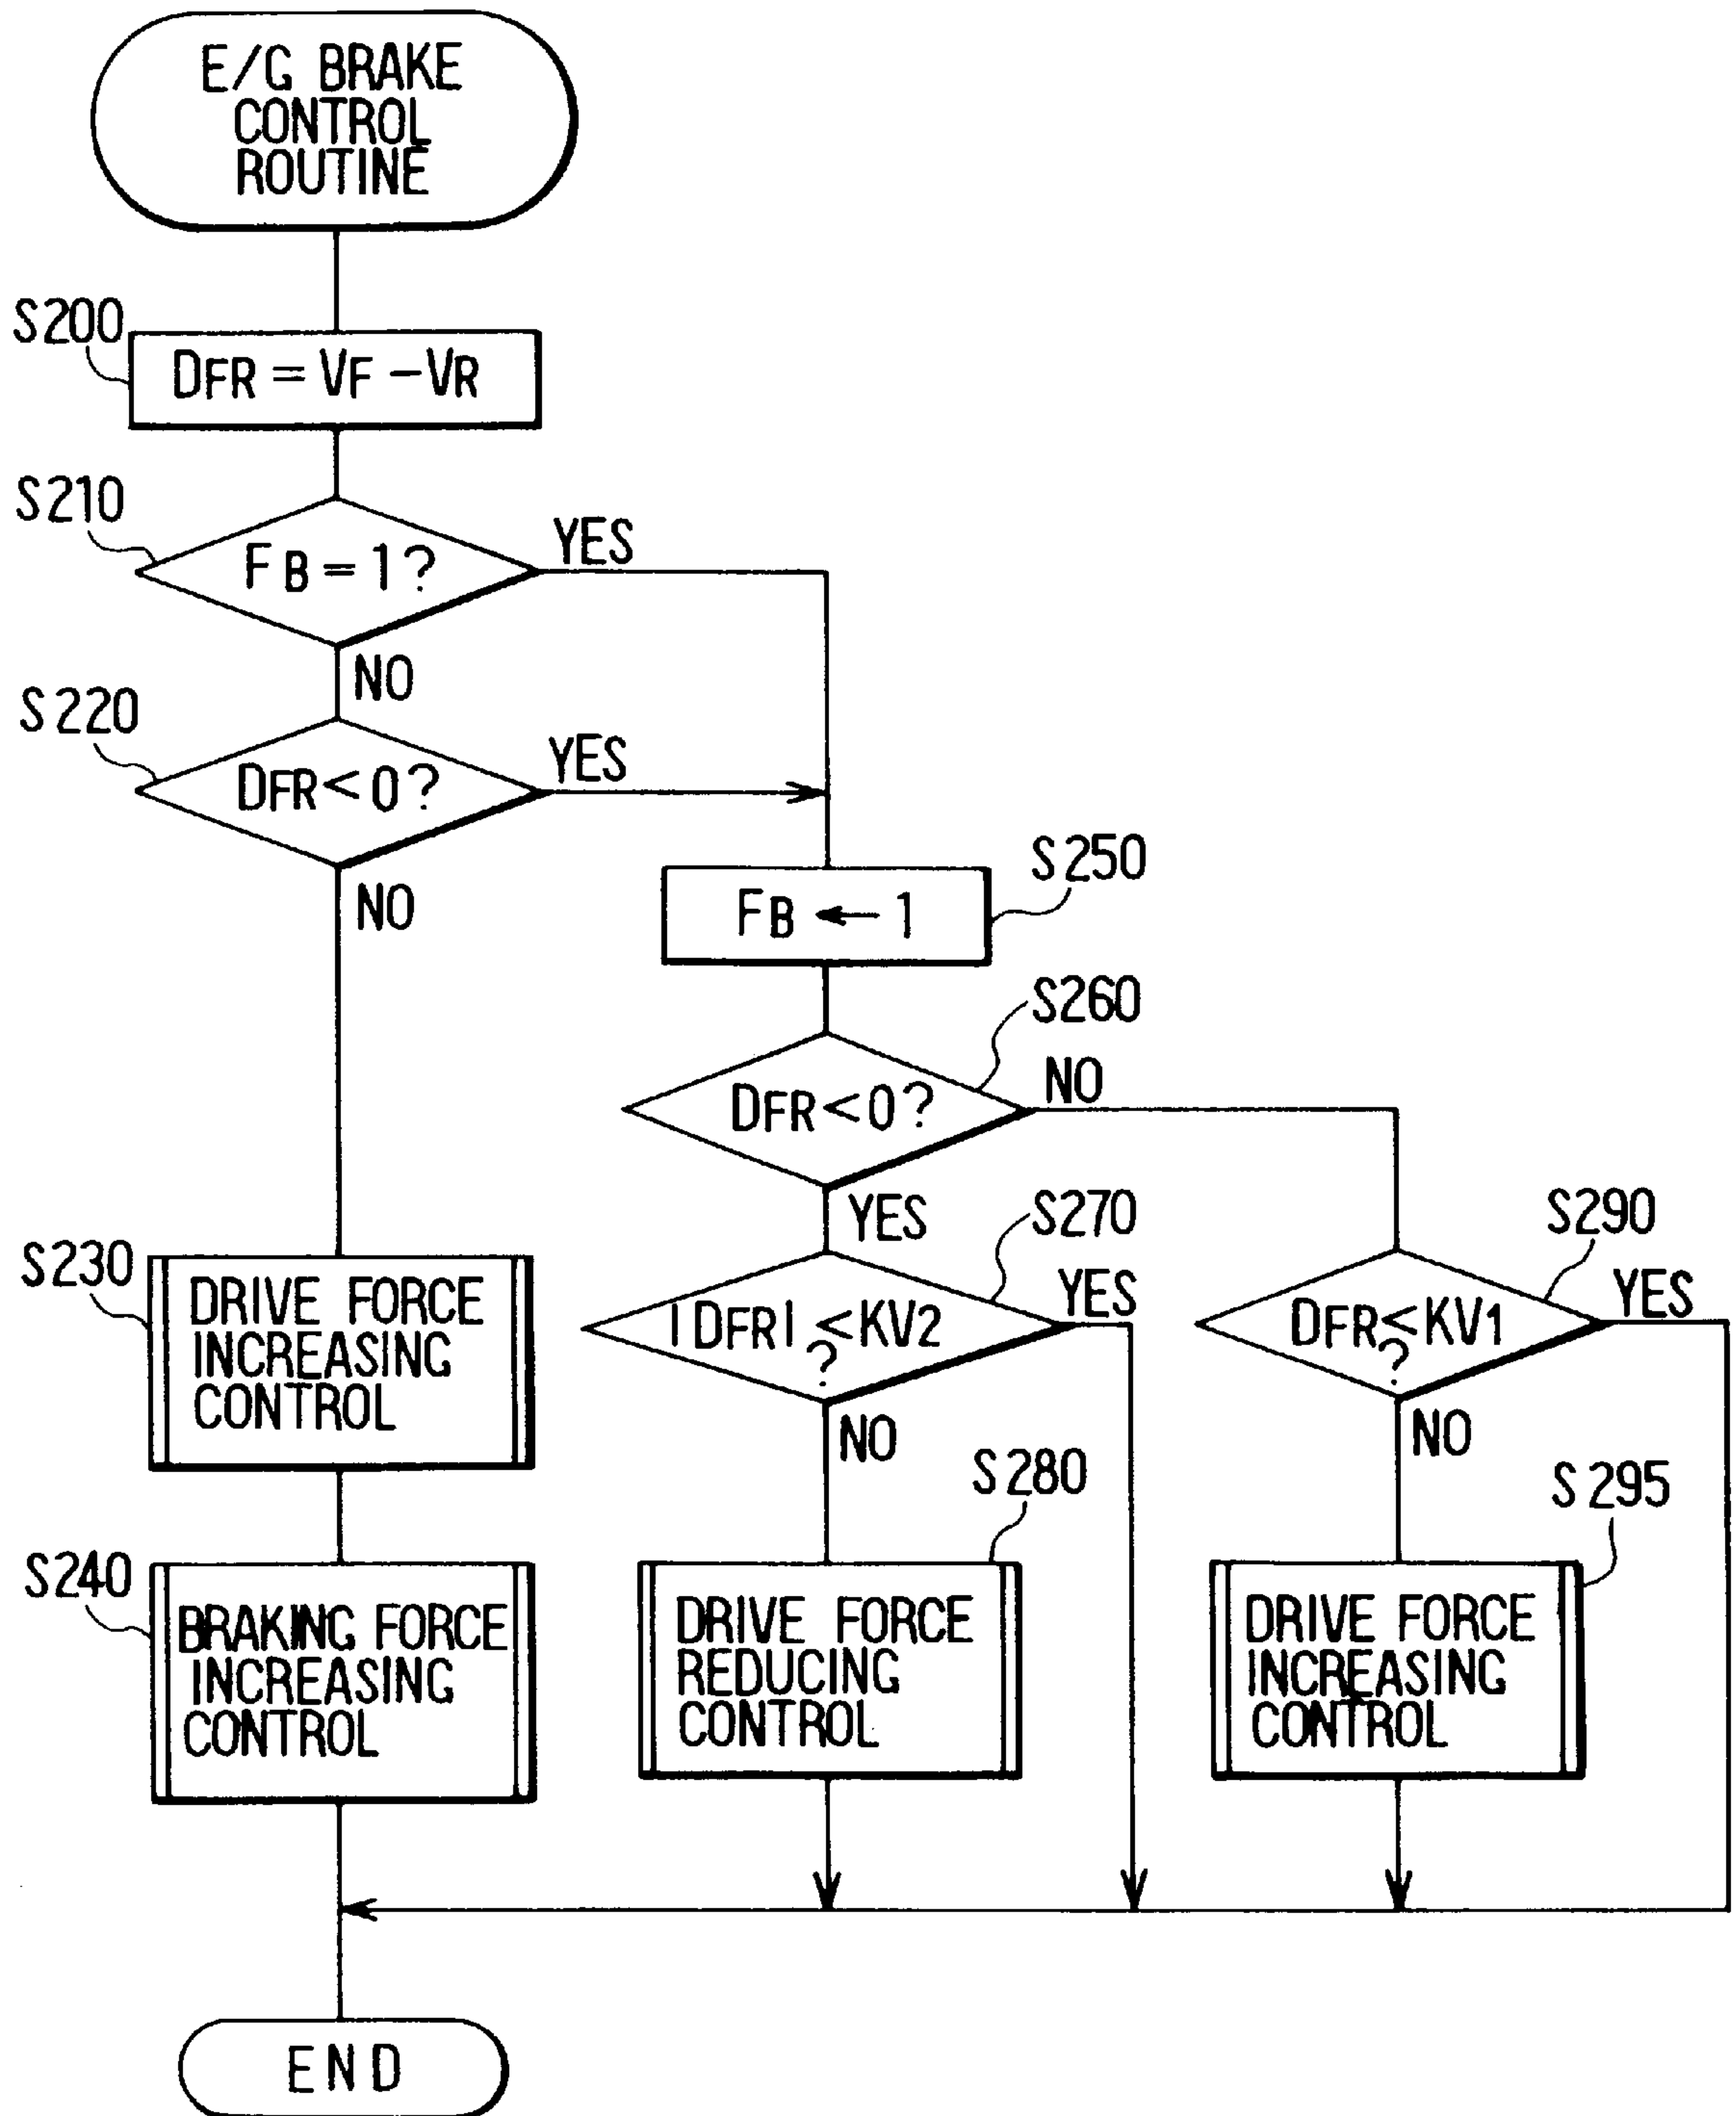 E/G BRAKE
CONTROL
ROUTINE
S200
DFR = VF - VR
S210
FB = 1?
YES
NO
S220
DFR < 0?
YES
NO
S250
FB ← 1
S260
DFR < 0?
NO
YES
S270
|DFR| < KV2
?
YES
NO
S290
DFR < KV1
?
YES
NO
S230
DRIVE FORCE
INCREASING
CONTROL
S240
BRAKING FORCE
INCREASING
CONTROL
S280
DRIVE FORCE
REDUCING
CONTROL
S295
DRIVE FORCE
INCREASING
CONTROL
END